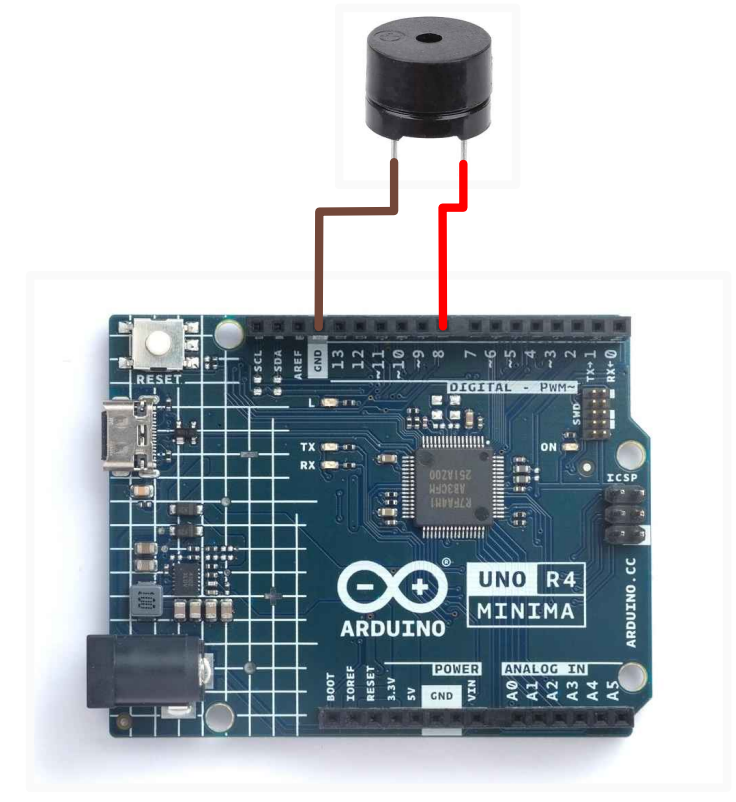 RESET
SCL
SDA
AREF
GND
13
12
~11
~10
~9
8
7
~6
~5
4
~3
2
TX→1
RX←0
DIGITAL - PWM~
L
TX
RX
SWD
ON
ICSP
R7FA4M1
AB3CFM
251AZ00
®
UNO R4
MINIMA
ARDUINO
ARDUINO.CC
POWER
ANALOG IN
BOOT
IOREF
RESET
3.3V
5V
GND
VIN
A0
A1
A2
A3
A4
A5